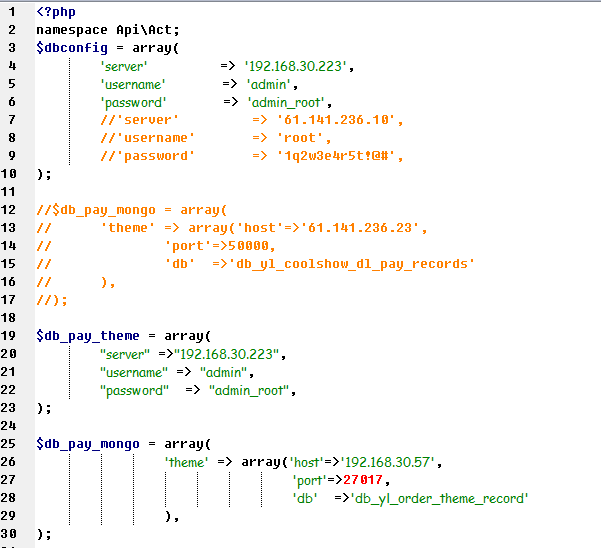 1 <?php
2 namespace Api\Act;
3 $dbconfig = array(
4 'server' => '192.168.30.223',
5 'username' => 'admin',
6 'password' => 'admin_root',
7 //'server' => '61.141.236.10',
8 //'username' => 'root',
9 //'password' => '1q2w3e4r5t!@#',
10 );
11
12 //$db_pay_mongo = array(
13 // 'theme' => array('host'=>'61.141.236.23',
14 // 'port'=>50000,
15 // 'db' =>'db_yl_coolshow_dl_pay_records'
16 // ),
17 //);
18
19 $db_pay_theme = array(
20 "server" =>"192.168.30.223",
21 "username" => "admin",
22 "password" => "admin_root",
23 );
24
25 $db_pay_mongo = array(
26 'theme' => array('host'=>'192.168.30.57',
27 'port'=>27017,
28 'db' =>'db_yl_order_theme_record'
29 ),
30 );